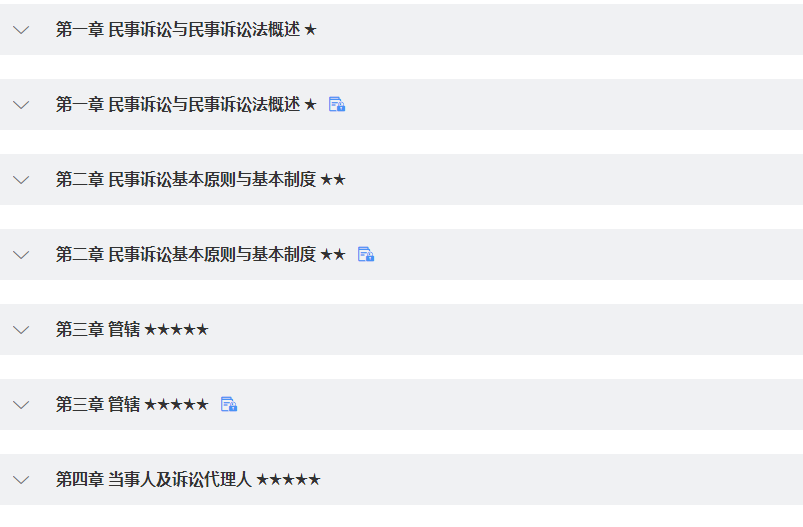 第一章 民事诉讼与民事诉讼法概述 ★
第一章 民事诉讼与民事诉讼法概述 ★
第二章 民事诉讼基本原则与基本制度 ★★
第二章 民事诉讼基本原则与基本制度 ★★
第三章 管辖 ★★★★★
第三章 管辖 ★★★★★
第四章 当事人及诉讼代理人 ★★★★★